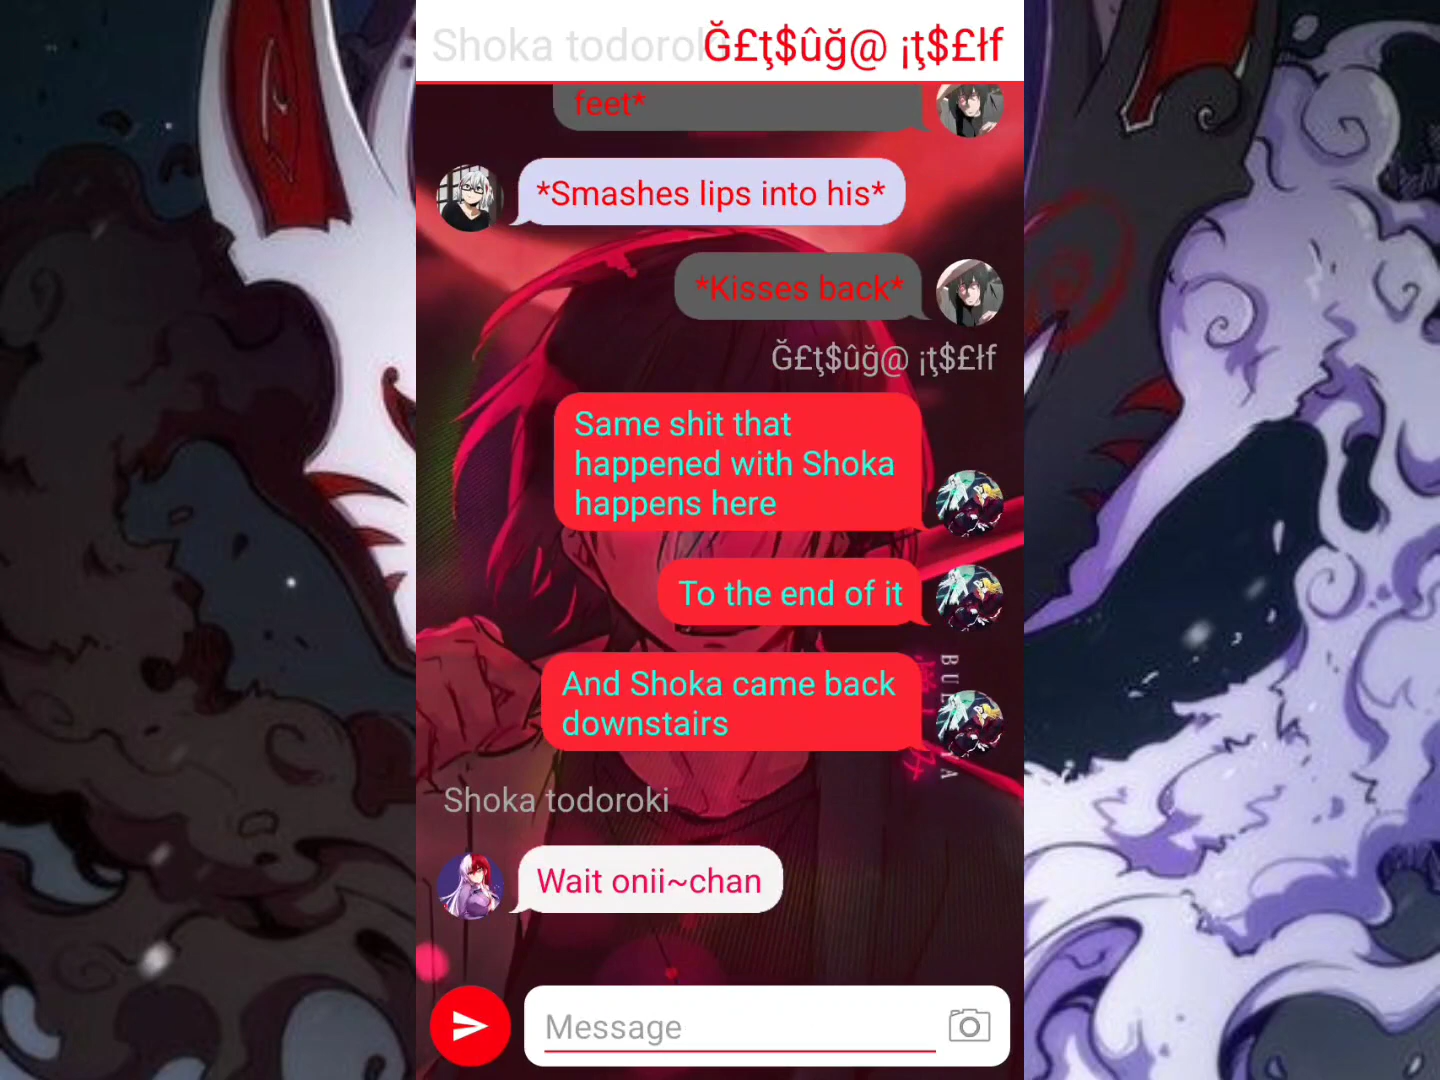 Shoka todorol
Ğ£ţ$ûğ@ ¡ţ$£łf
feet*
*Smashes lips into his*
*Kisses back*
Ğ£ţ$ûğ@ ¡ţ$£łf
Same shit that
happened with Shoka
happens here
To the end of it
And Shoka came back
downstairs
Shoka todoroki
Wait onii~chan
Message